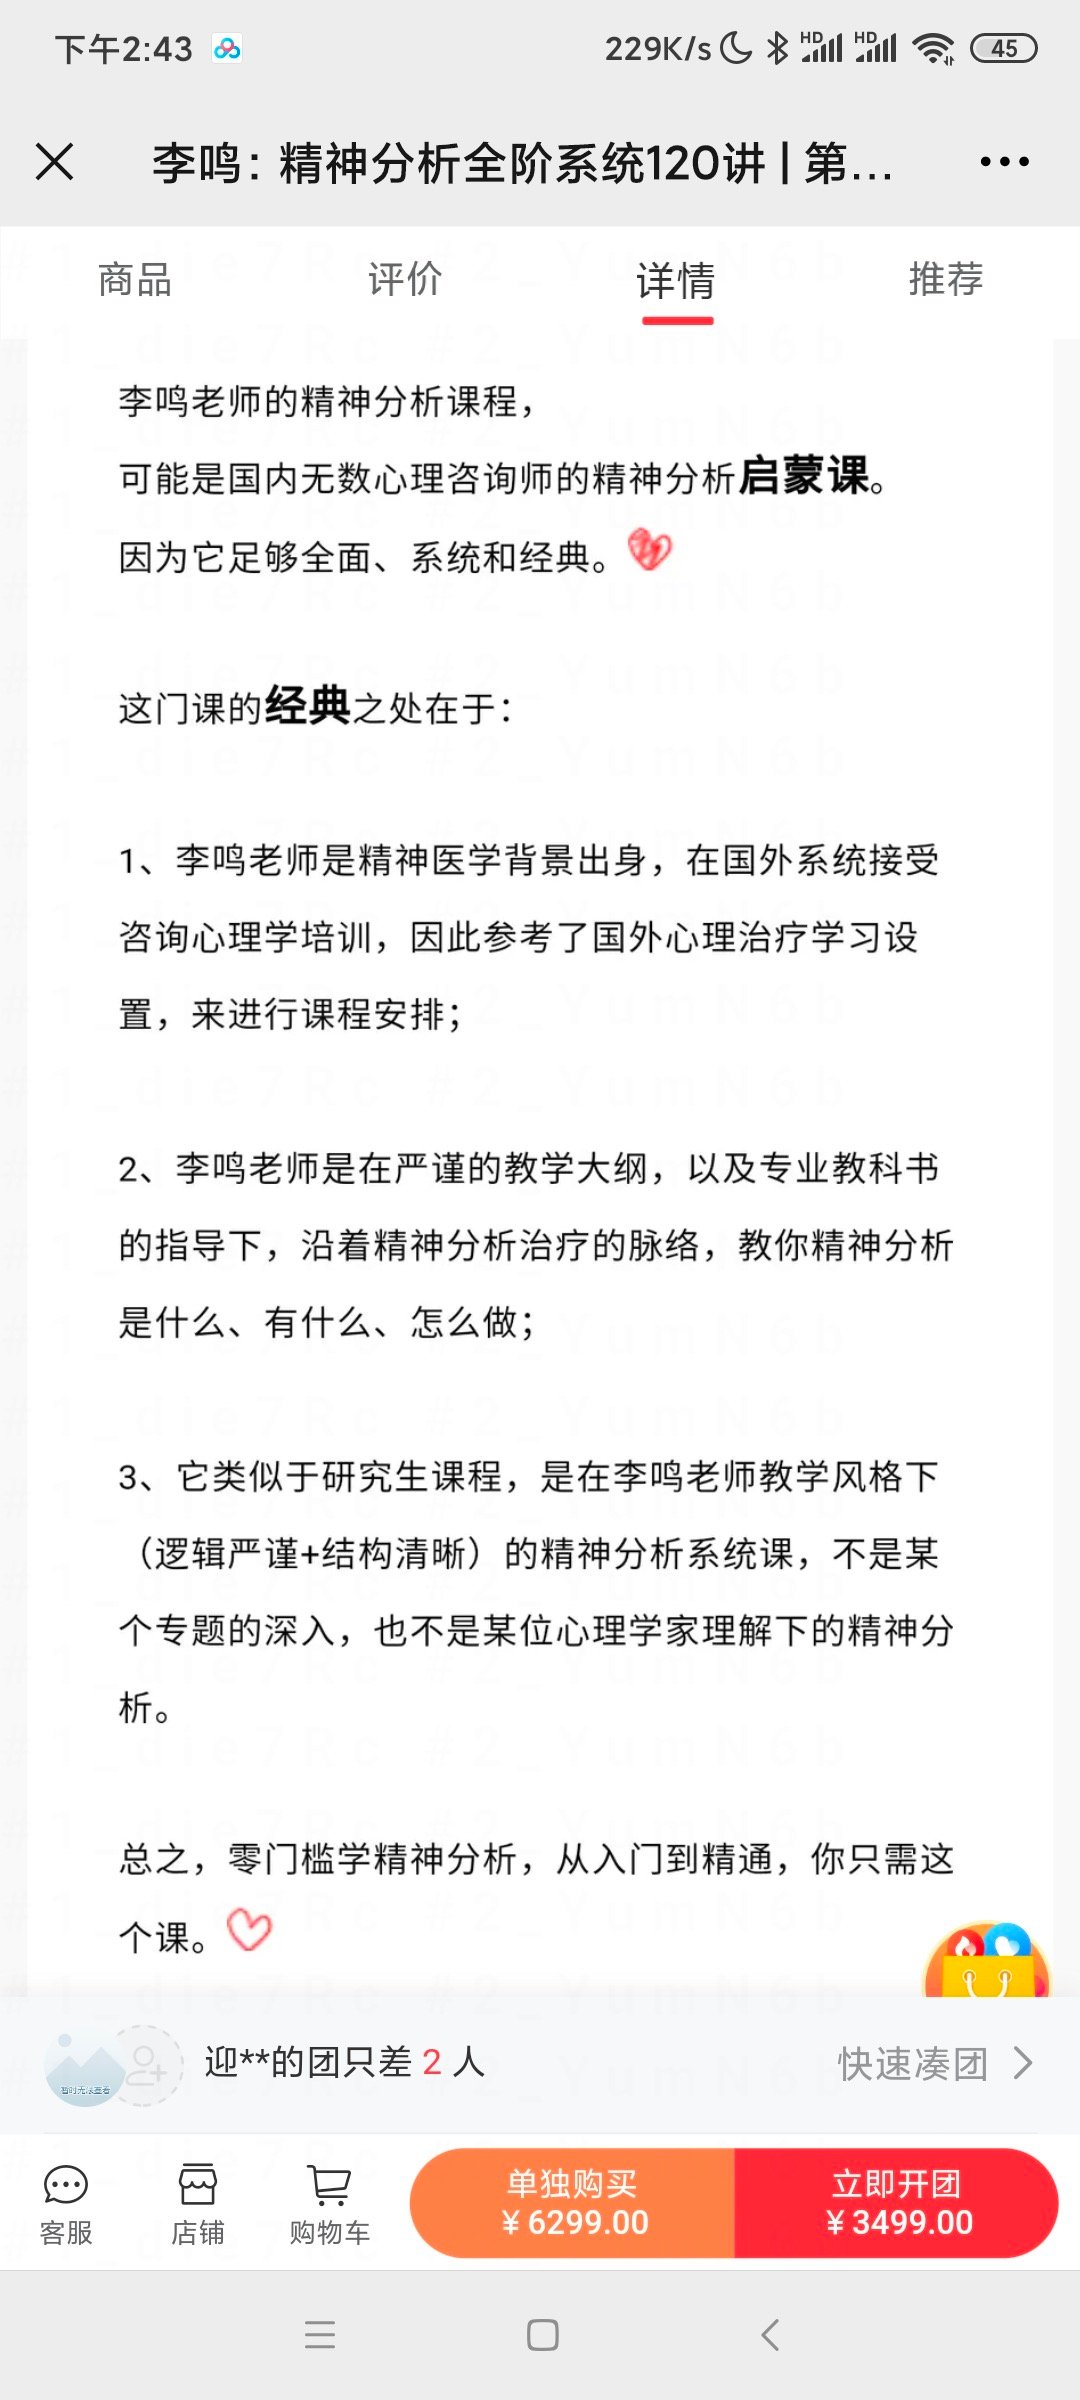 下午2:43
229K/s
HD
HD
45
李鸣：精神分析全阶系统120讲 | 第...
商品
评价
详情
推荐
李鸣老师的精神分析课程，
可能是国内无数心理咨询师的精神分析启蒙课。
因为它足够全面、系统和经典。
这门课的经典之处在于：
1、李鸣老师是精神医学背景出身，在国外系统接受
咨询心理学培训，因此参考了国外心理治疗学习设
置，来进行课程安排；
2、李鸣老师是在严谨的教学大纲，以及专业教科书
的指导下，沿着精神分析治疗的脉络，教你精神分析
是什么、有什么、怎么做；
3、它类似于研究生课程，是在李鸣老师教学风格下
（逻辑严谨+结构清晰）的精神分析系统课，不是某
个专题的深入，也不是某位心理学家理解下的精神分
析。
总之，零门槛学精神分析，从入门到精通，你只需这
个课。
暂时无法查看
迎**的团只差 2 人
快速凑团
客服
店铺
购物车
单独购买
¥6299.00
立即开团
¥3499.00
#1_die7Rc #2_YumN6b